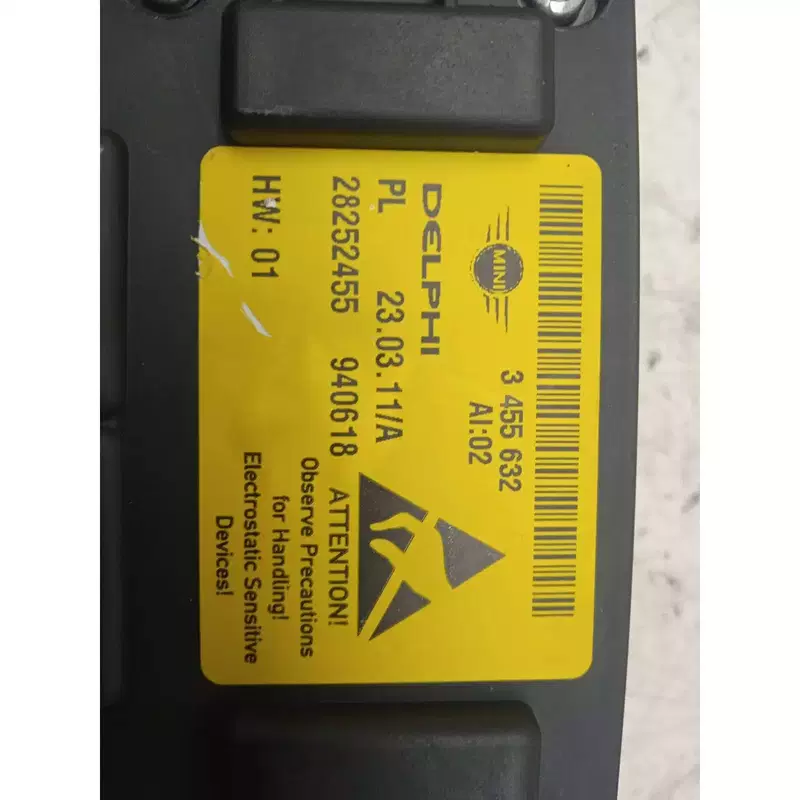 MINI
3 455 632
AI:02
DELPHI
PL 23.03.11/A
28252455 940618
HW: 01
ATTENTION!
Observe Precautions
for Handling!
Electrostatic Sensitive
Devices!